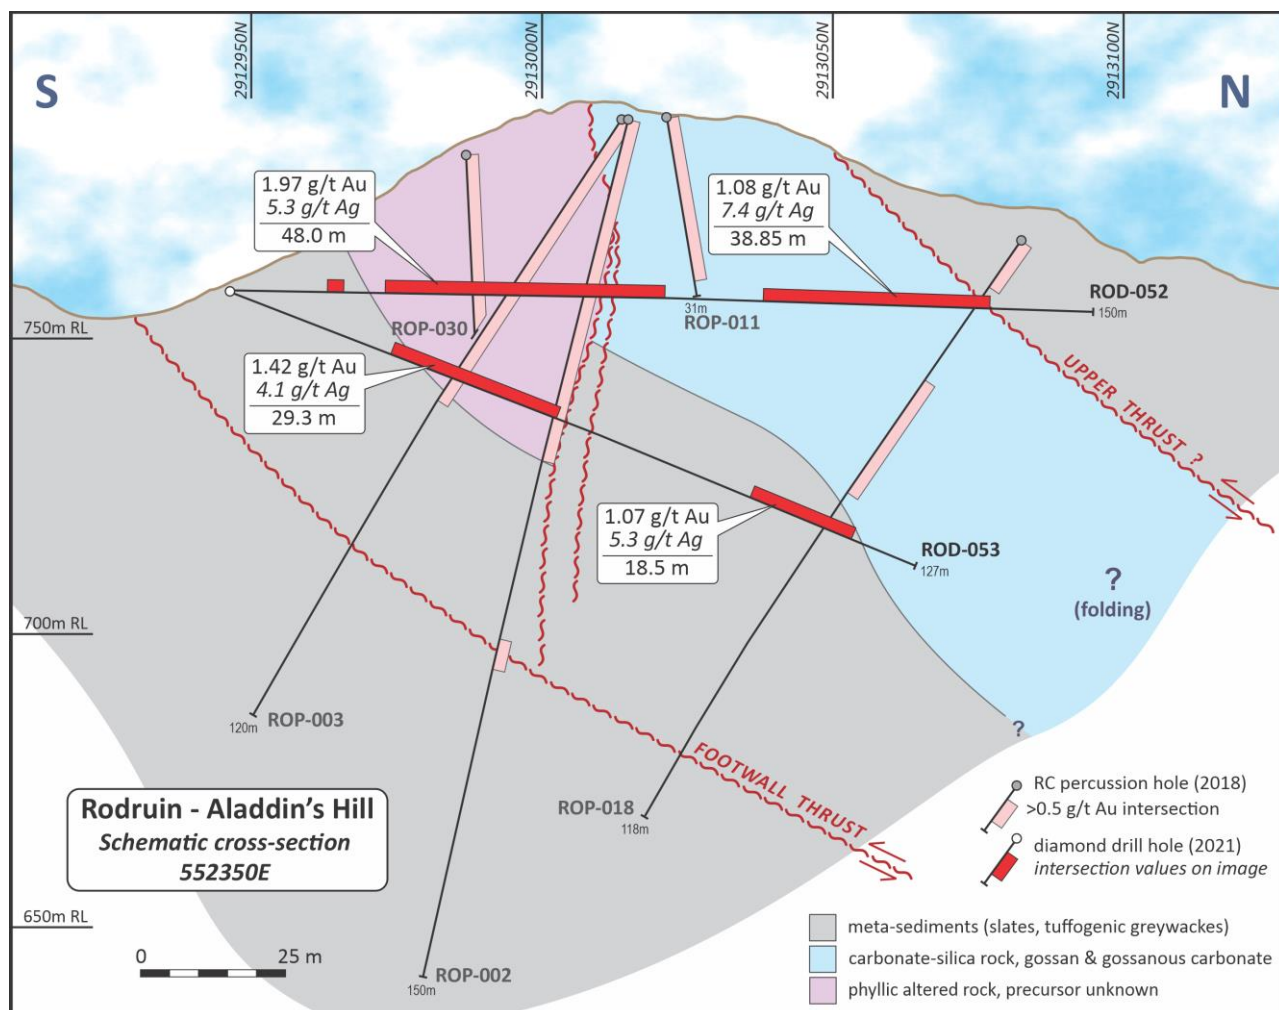 2912950N
2913000N
2913050N
2913100N
S
N
1.97 g/t Au
5.3 g/t Ag
48.0 m
1.08 g/t Au
7.4 g/t Ag
38.85 m
ROD-052
150m
31m
ROP-011
ROP-030
750m RL
1.42 g/t Au
4.1 g/t Ag
29.3 m
UPPER THRUST ?
1.07 g/t Au
5.3 g/t Ag
18.5 m
ROD-053
127m
?
(folding)
700m RL
120m
ROP-003
?
FOOTWALL THRUST
ROP-018
118m
Rodruin - Aladdin's Hill
Schematic cross-section
552350E
RC percussion hole (2018)
>0.5 g/t Au intersection
diamond drill hole (2021)
intersection values on image
650m RL
0 25 m
ROP-002
150m
meta-sediments (slates, tuffogenic greywackes)
carbonate-silica rock, gossan & gossanous carbonate
phyllic altered rock, precursor unknown